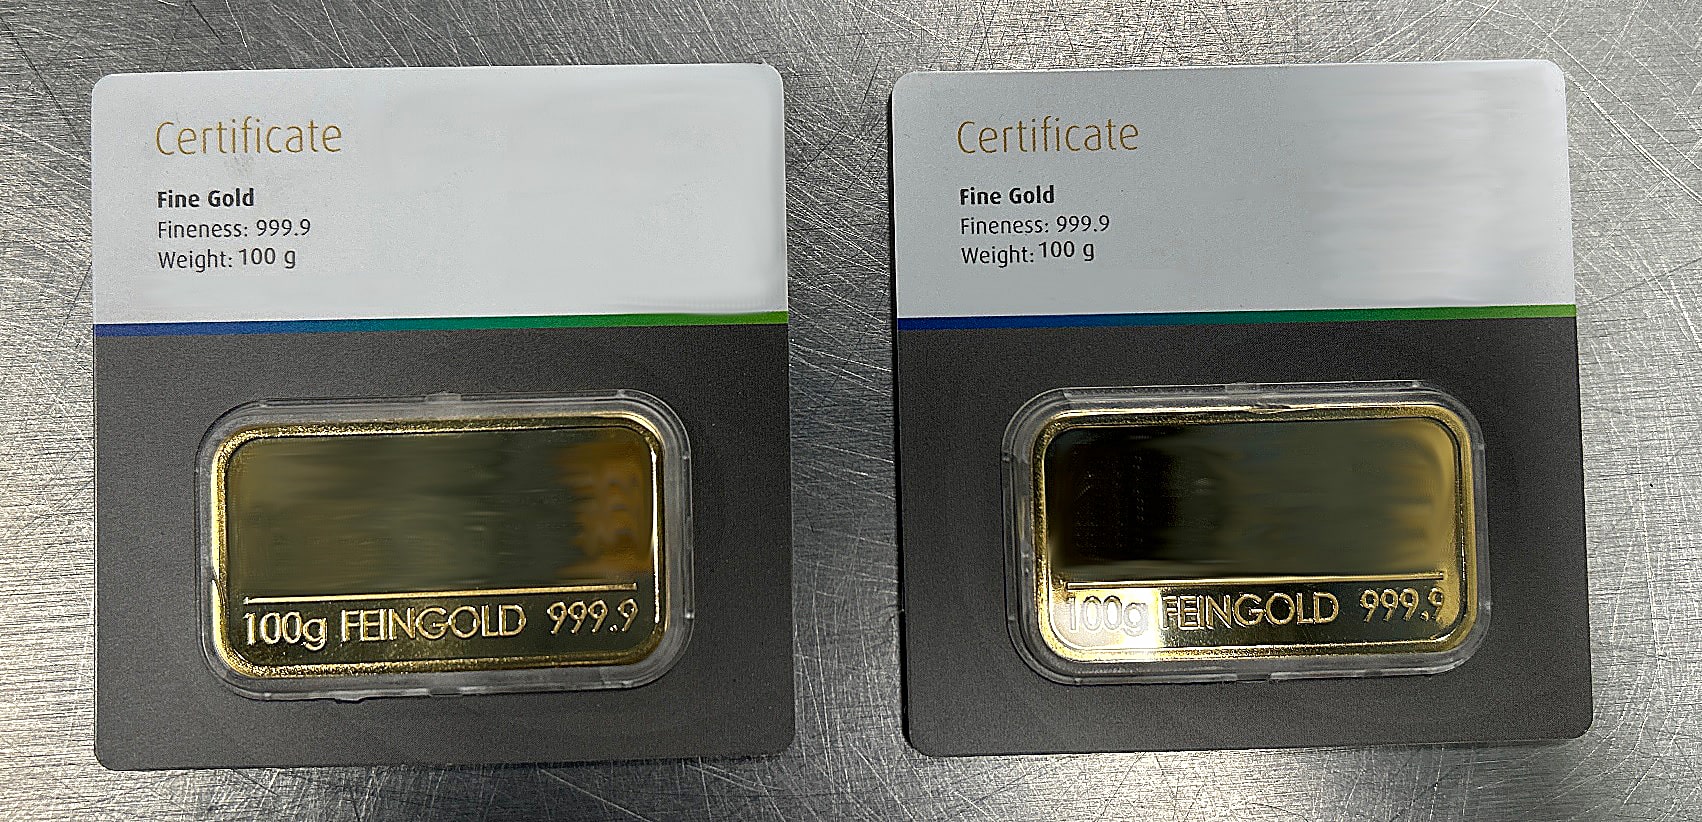 Certificate
Fine Gold
Fineness: 999.9
Weight: 100 g
100g FEINGOLD 999.9
Certificate
Fine Gold
Fineness: 999.9
Weight: 100 g
100g FEINGOLD 999.9